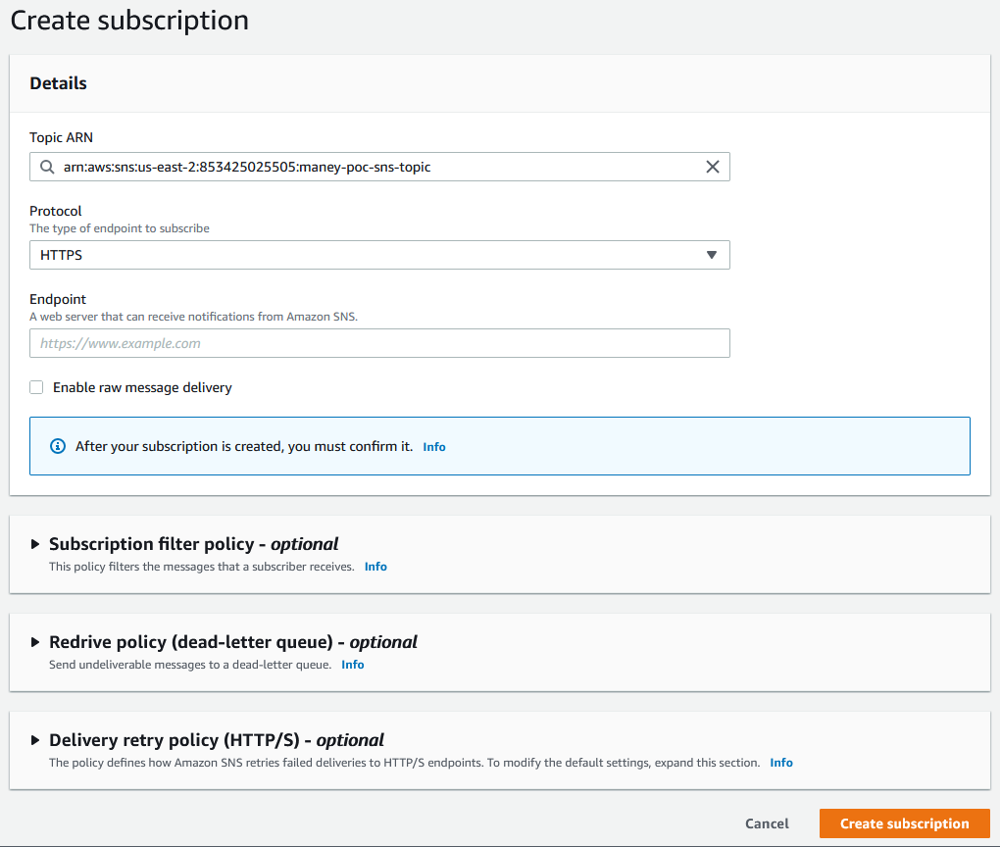 Create subscription
Details
Topic ARN
arn:aws:sns:us-east-2:853425025505:maney-poc-sns-topic
Protocol
The type of endpoint to subscribe
HTTPS
Endpoint
A web server that can receive notifications from Amazon SNS.
https://www.example.com
Enable raw message delivery
After your subscription is created, you must confirm it. Info
Subscription filter policy - optional
This policy filters the messages that a subscriber receives. Info
Redrive policy (dead-letter queue) - optional
Send undeliverable messages to a dead-letter queue. Info
Delivery retry policy (HTTP/S) - optional
The policy defines how Amazon SNS retries failed deliveries to HTTP/S endpoints. To modify the default settings, expand this section. Info
Cancel Create subscription